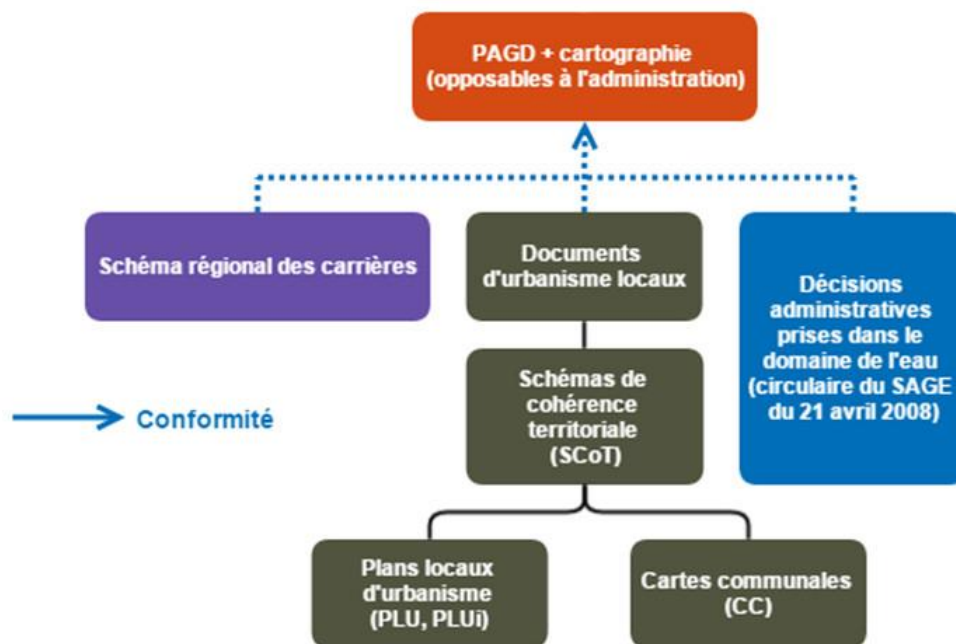 PAGD + cartographie
(opposables à l'administration)
Schéma régional des carrières
Documents
d'urbanisme locaux
Décisions
administratives
prises dans le
domaine de l'eau
(circulaire du SAGE
du 21 avril 2008)
Schémas de
cohérence
territoriale
(SCoT)
Conformité
Plans locaux
d'urbanisme
(PLU, PLUi)
Cartes communales
(CC)